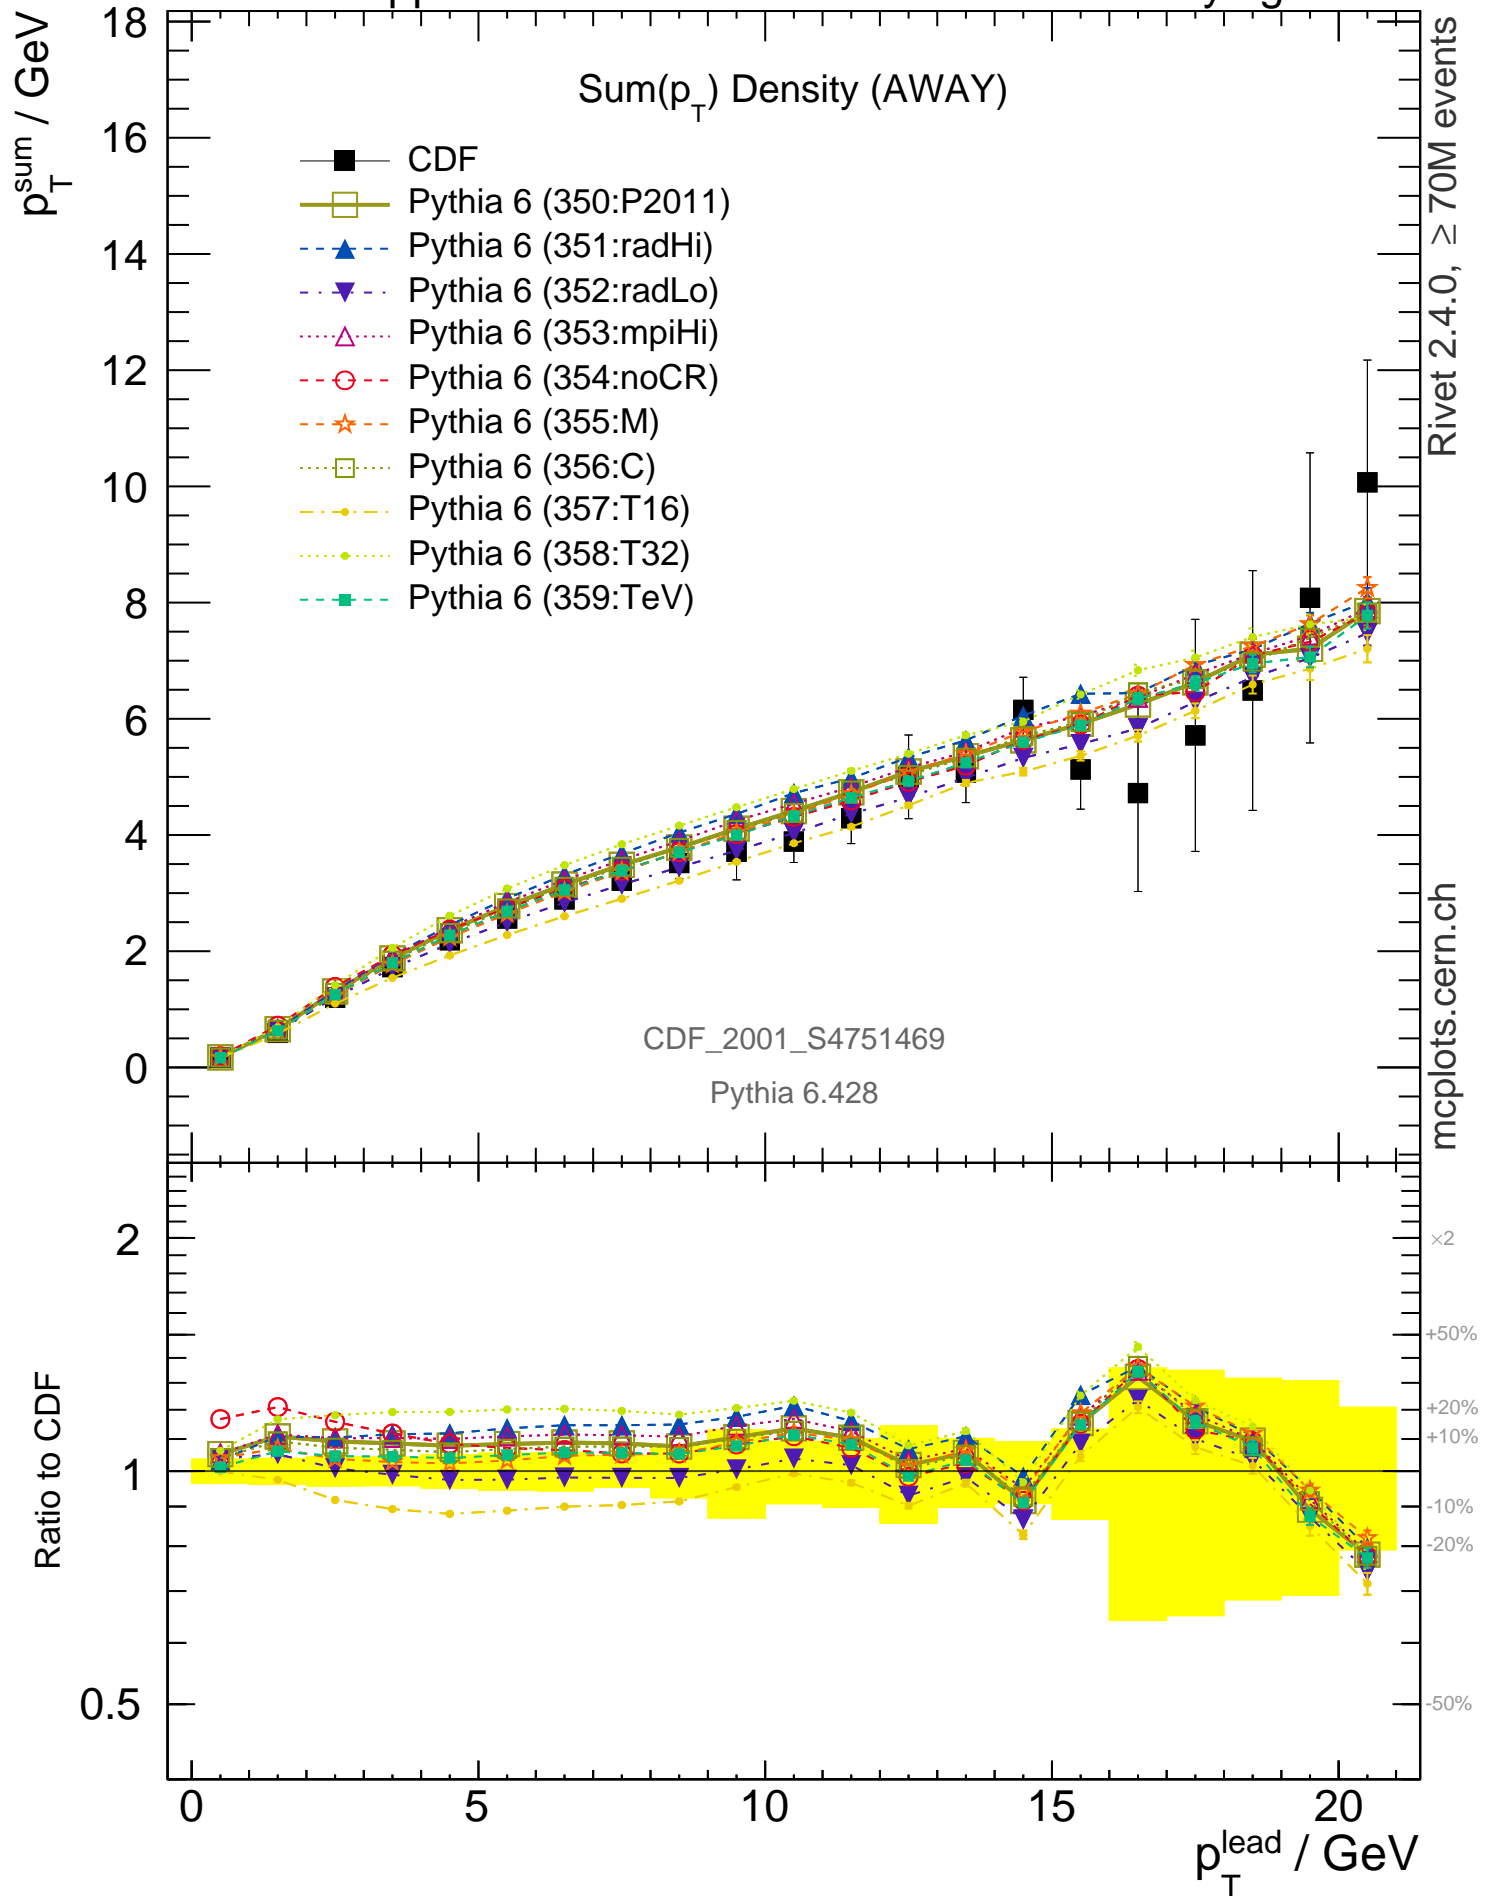 18
16
14
12
10
8
6
4
2
0
p_T^sum / GeV
Sum(p_T) Density (AWAY)
CDF
Pythia 6 (350:P2011)
Pythia 6 (351:radHi)
Pythia 6 (352:radLo)
Pythia 6 (353:mpiHi)
Pythia 6 (354:noCR)
Pythia 6 (355:M)
Pythia 6 (356:C)
Pythia 6 (357:T16)
Pythia 6 (358:T32)
Pythia 6 (359:TeV)
CDF_2001_S4751469
Pythia 6.428
Rivet 2.4.0, ≥ 70M events
mcplots.cern.ch
2
1
0.5
Ratio to CDF
×2
+50%
+20%
+10%
-10%
-20%
-50%
0 5 10 15 20
p_T^lead / GeV